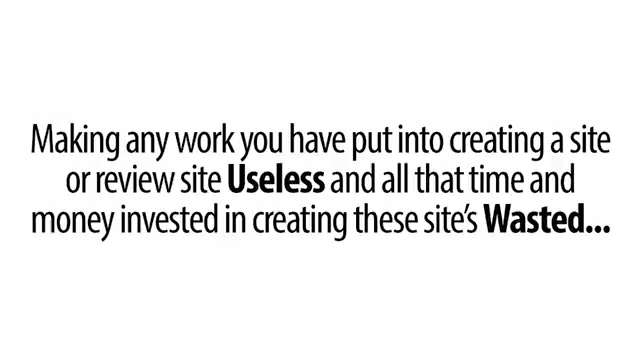 Making any work you have put into creating a site
or review site Useless and all that time and
money invested in creating these site's Wasted...